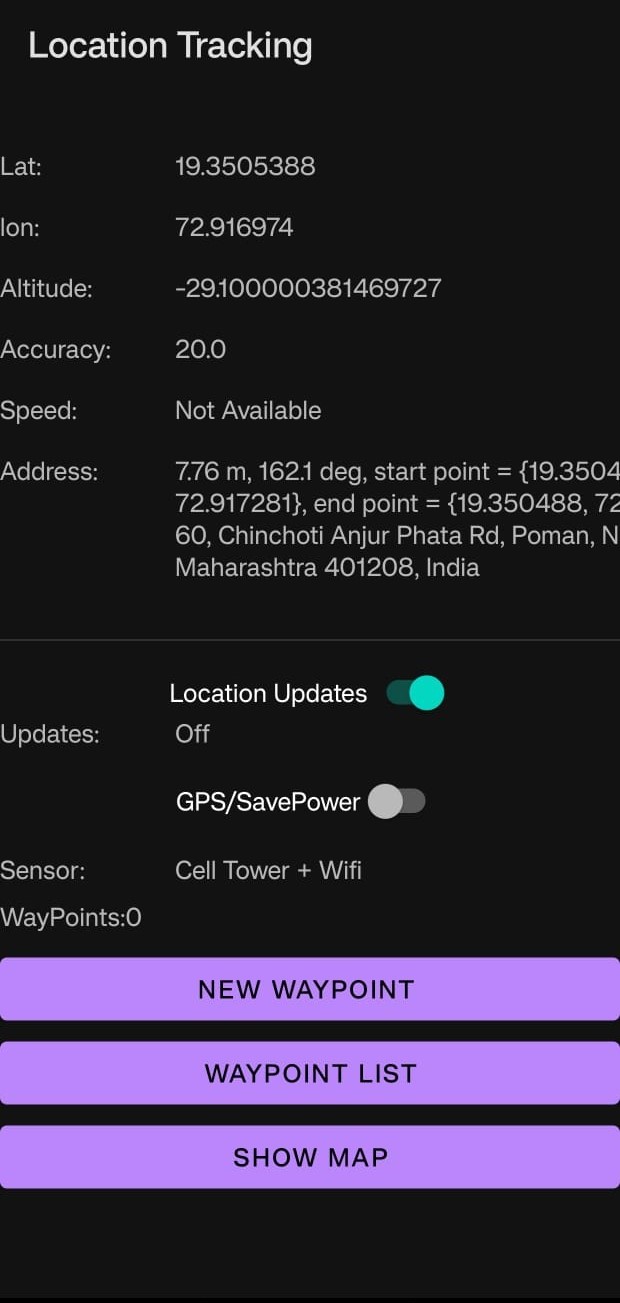 Location Tracking
Lat: 19.3505388
lon: 72.916974
Altitude: -29.100000381469727
Accuracy: 20.0
Speed: Not Available
Address: 7.76 m, 162.1 deg, start point = {19.3504
72.917281}, end point = {19.350488, 72
60, Chinchoti Anjur Phata Rd, Poman, N
Maharashtra 401208, India
Location Updates
Updates: Off
GPS/SavePower
Sensor: Cell Tower + Wifi
WayPoints:0
NEW WAYPOINT
WAYPOINT LIST
SHOW MAP